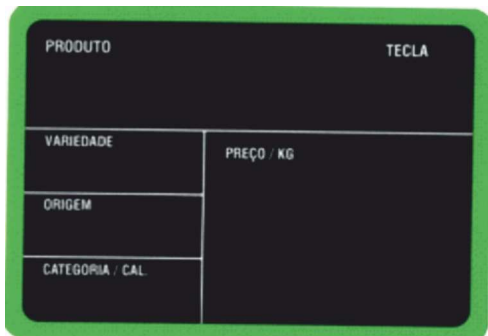 PRODUTO TECLA
VARIEDADE
PREÇO / KG
ORIGEM
CATEGORIA / CAL.